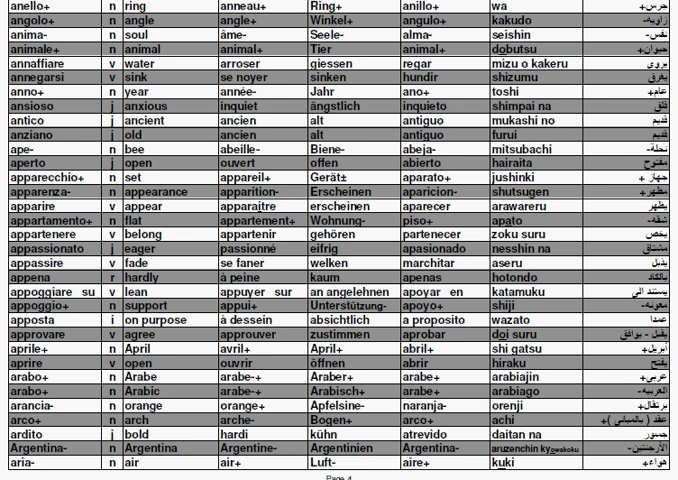 anello+ n ring anneau+ Ring+ anillo+ wa جرس+
angolo+ n angle angle+ Winkel+ angulo+ kakudo زاوية-
anima- n soul âme- Seele- alma- seishin نفس-
animale+ n animal animal+ Tier animal+ dobutsu حيوان+
annaffiare v water arroser giessen regar mizu o kakeru يروي
annegarsi v sink se noyer sinken hundir shizumu يغرق
anno+ n year année- Jahr ano+ toshi عام+
ansioso j anxious inquiet ängstlich inquieto shimpai na قلق
antico j ancient ancien alt antiguo mukashi no قديم
anziano j old ancien alt antiguo furui قديم
ape- n bee abeille- Biene- abeja- mitsubachi نحلة-
aperto j open ouvert offen abierto hairaita مفتوح
apparecchio+ n set appareil+ Gerät± aparato+ jushinki جهاز +
apparenza- n appearance apparition- Erscheinen aparicion- shutsugen مظهر+
apparire v appear apparaitre erscheinen aparecer arawareru يظهر
appartamento+ n flat appartement+ Wohnung- piso+ apato شقه-
appartenere v belong appartenir gehören partenecer zoku suru يخص
appassionato j eager passionné eifrig apasionado nesshin na مشتاق
appassire v fade se faner welken marchitar aseru يذبل
appena r hardly à peine kaum apenas hotondo بالكاد
appoggiare su v lean appuyer sur an angelehnen apoyar en katamuku يستند الي
appoggio+ n support appui+ Unterstützung- apoyo+ shiji معونه-
apposta i on purpose à dessein absichtlich a proposito wazato عمدا
approvare v agree approuver zustimmen aprobar doi suru يقبل - يوافق
aprile+ n April avril+ April+ abril+ shi gatsu أبريل+
aprire v open ouvrir öffnen abrir hiraku يفتح
arabo+ n Arabe arabe-+ Araber+ arabe+ arabiajin عربي+
arabo+ n Arabic arabe-+ Arabisch+ arabe+ arabiago العربيه-
arancia- n orange orange+ Apfelsine- naranja- orenji برتقال+
arco+ n arch arche- Bogen+ arco+ achi عقد ( بالمباني )+
ardito j bold hardi kühn atrevido daitan na جسور
Argentina- n Argentina Argentine- Argentinien Argentina- aruzenchin kyowakoku الأرجنتين-
aria- n air air+ Luft- aire+ kuki هواء+
Page 4